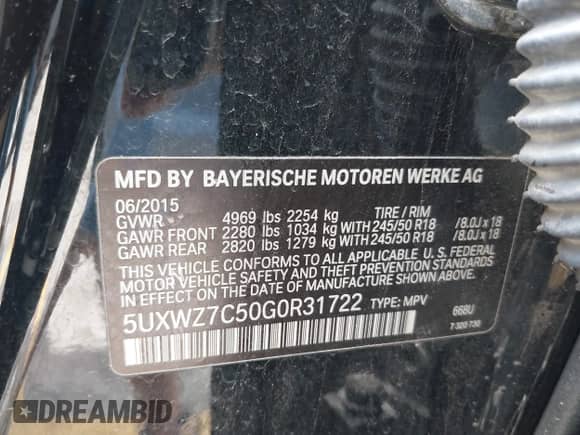 MFD BY BAYERISCHE MOTOREN WERKE AG
06/2015
GVWR 4969 lbs 2254 kg TIRE / RIM
GAWR FRONT 2280 lbs 1034 kg WITH 245/50 R18 /8.0J x 18
GAWR REAR 2820 lbs 1279 kg WITH 245/50 R18 /8.0J x 18
THIS VEHICLE CONFORMS TO ALL APPLICABLE U. S. FEDERAL
MOTOR VEHICLE SAFETY AND THEFT PREVENTION STANDARDS
IN EFFECT ON THE DATE OF MANUFACTURE SHOWN ABOVE.
5UXWZ7C50G0R31722 TYPE: MPV 668U
7 320 730
DREAMBID